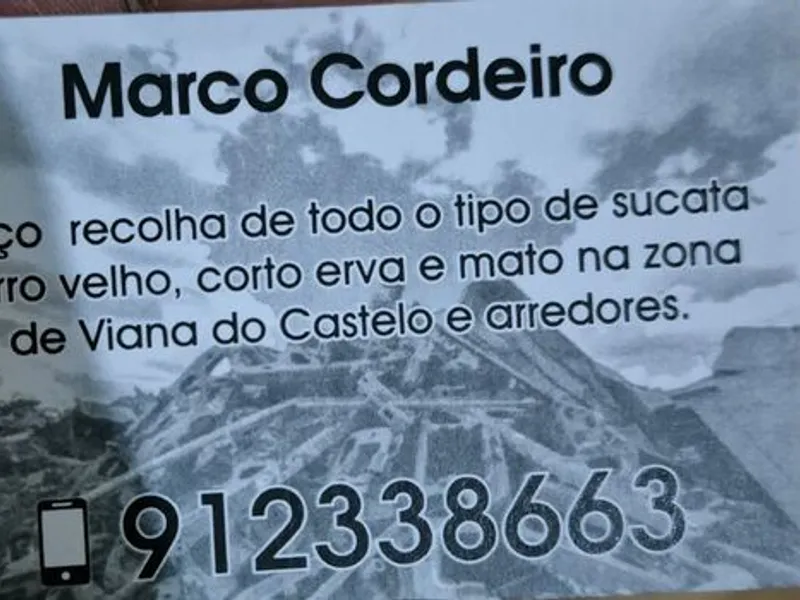 Marco Cordeiro
ço recolha de todo o tipo de sucata
rro velho, corto erva e mato na zona
de Viana do Castelo e arredores.
912338663